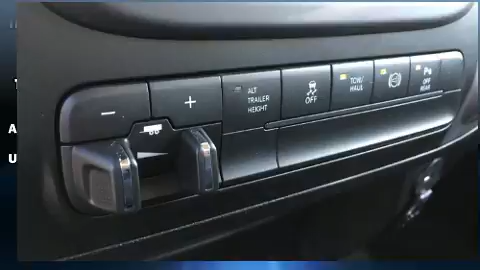 −
+
ALT
TRAILER
HEIGHT
OFF
TOW/
HAUL
P
OFF
REAR
A
U